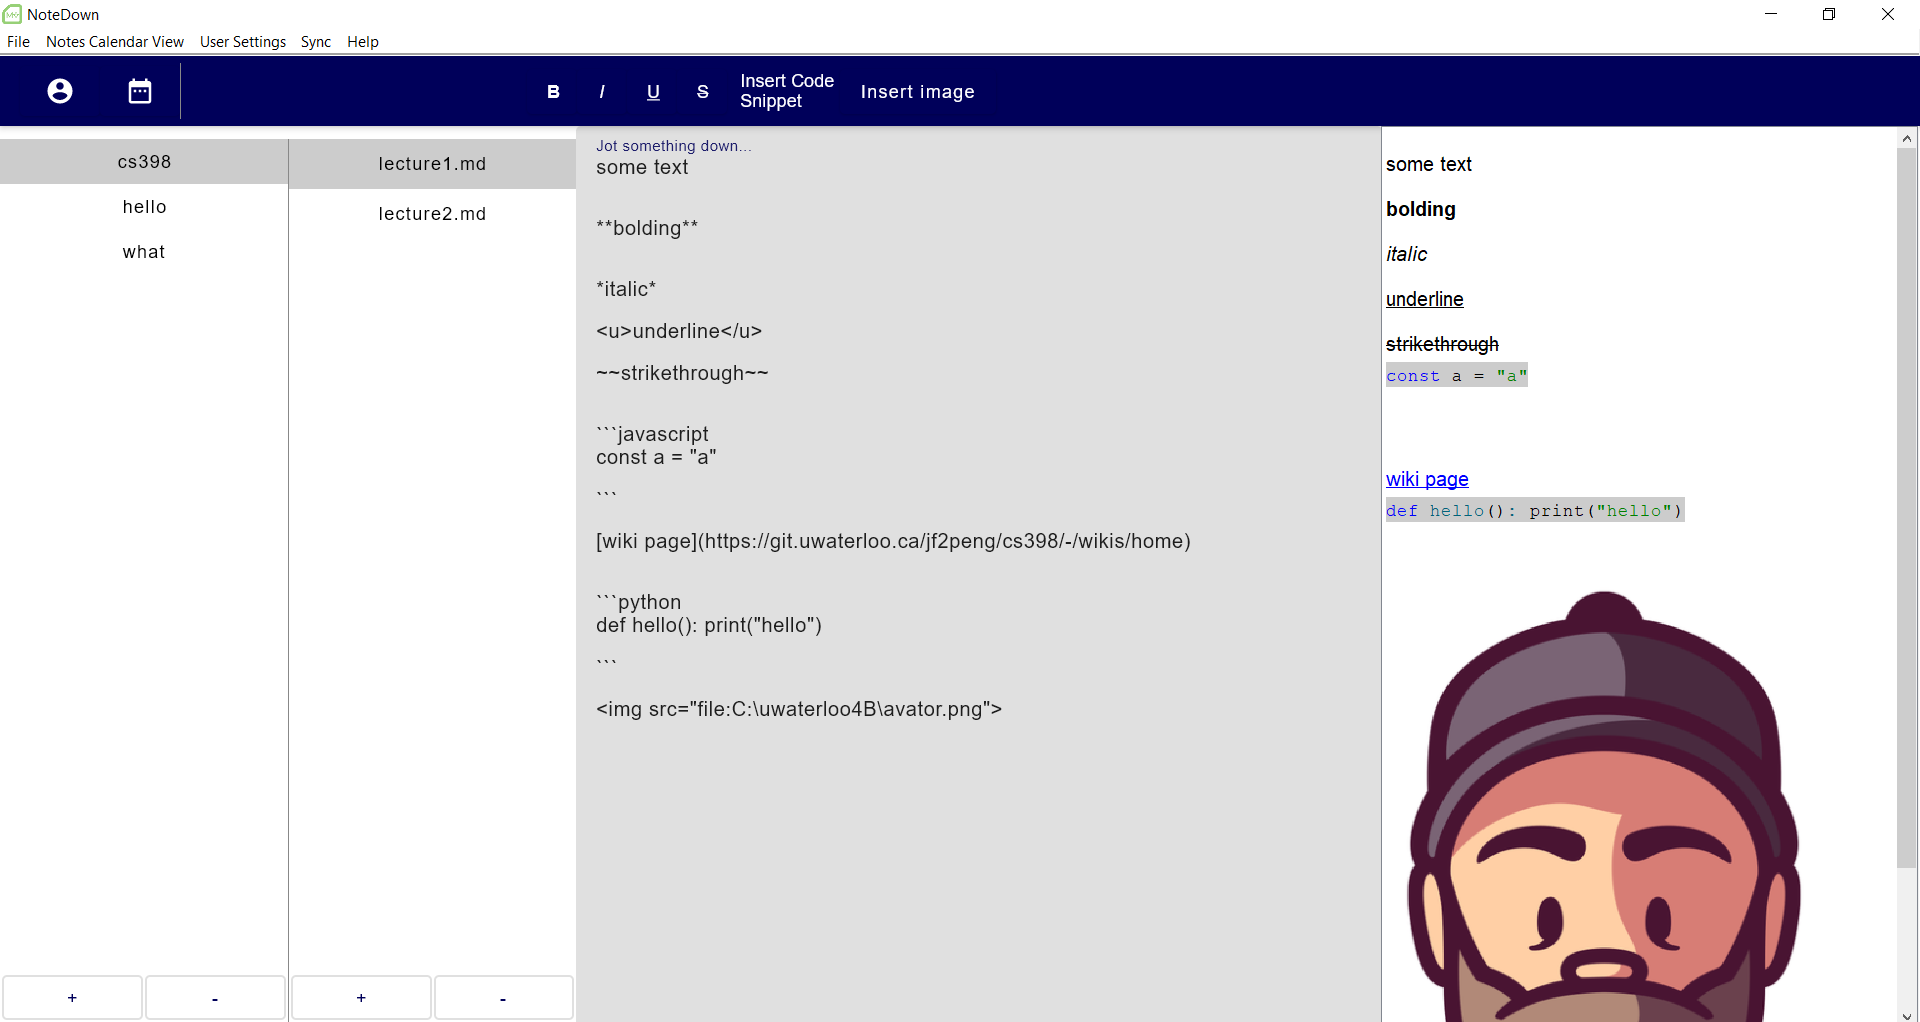 NoteDown
File Notes Calendar View User Settings Sync Help
B I U S Insert Code Snippet Insert image
cs398
hello
what
+ -
lecture1.md
lecture2.md
+ -
Jot something down...
some text
**bolding**
*italic*
<u>underline</u>
~~strikethrough~~
```javascript
const a = "a"
```
[wiki page](https://git.uwaterloo.ca/jf2peng/cs398/-/wikis/home)
```python
def hello(): print("hello")
```
<img src="file:C:\uwaterloo4B\avator.png">
some text
bolding
italic
underline
strikethrough
const a = "a"
wiki page
def hello(): print("hello")